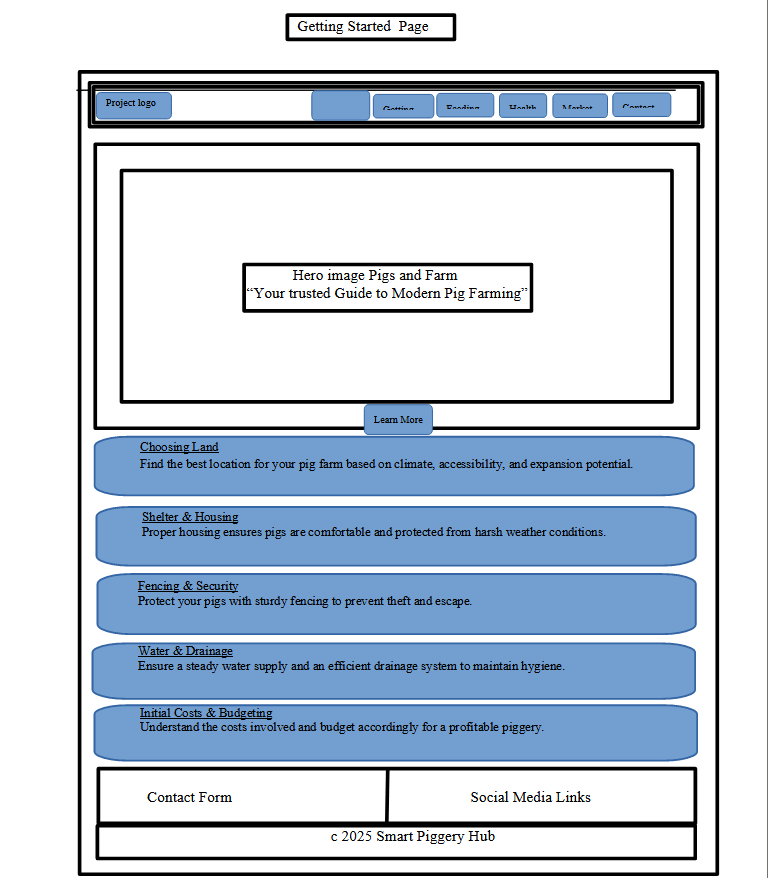 Getting Started Page
Project logo
Getting
Feeding
Health
Market
Contact
Hero image Pigs and Farm
“Your trusted Guide to Modern Pig Farming”
Learn More
Choosing Land
Find the best location for your pig farm based on climate, accessibility, and expansion potential.
Shelter & Housing
Proper housing ensures pigs are comfortable and protected from harsh weather conditions.
Fencing & Security
Protect your pigs with sturdy fencing to prevent theft and escape.
Water & Drainage
Ensure a steady water supply and an efficient drainage system to maintain hygiene.
Initial Costs & Budgeting
Understand the costs involved and budget accordingly for a profitable piggery.
Contact Form
Social Media Links
c 2025 Smart Piggery Hub